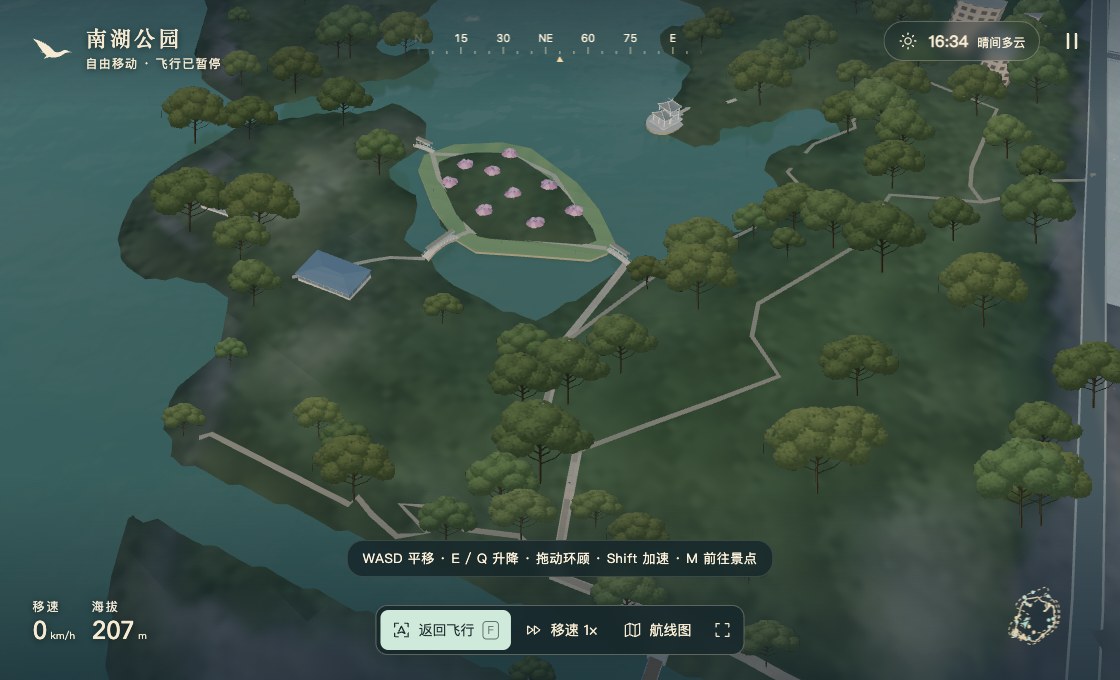 南湖公园
自由移动 · 飞行已暂停
15 30 NE 60 75 E
16:34 晴间多云
WASD 平移 · E / Q 升降 · 拖动环顾 · Shift 加速 · M 前往景点
移速 海拔
0 km/h 207 m
返回飞行 F 移速 1x 航线图